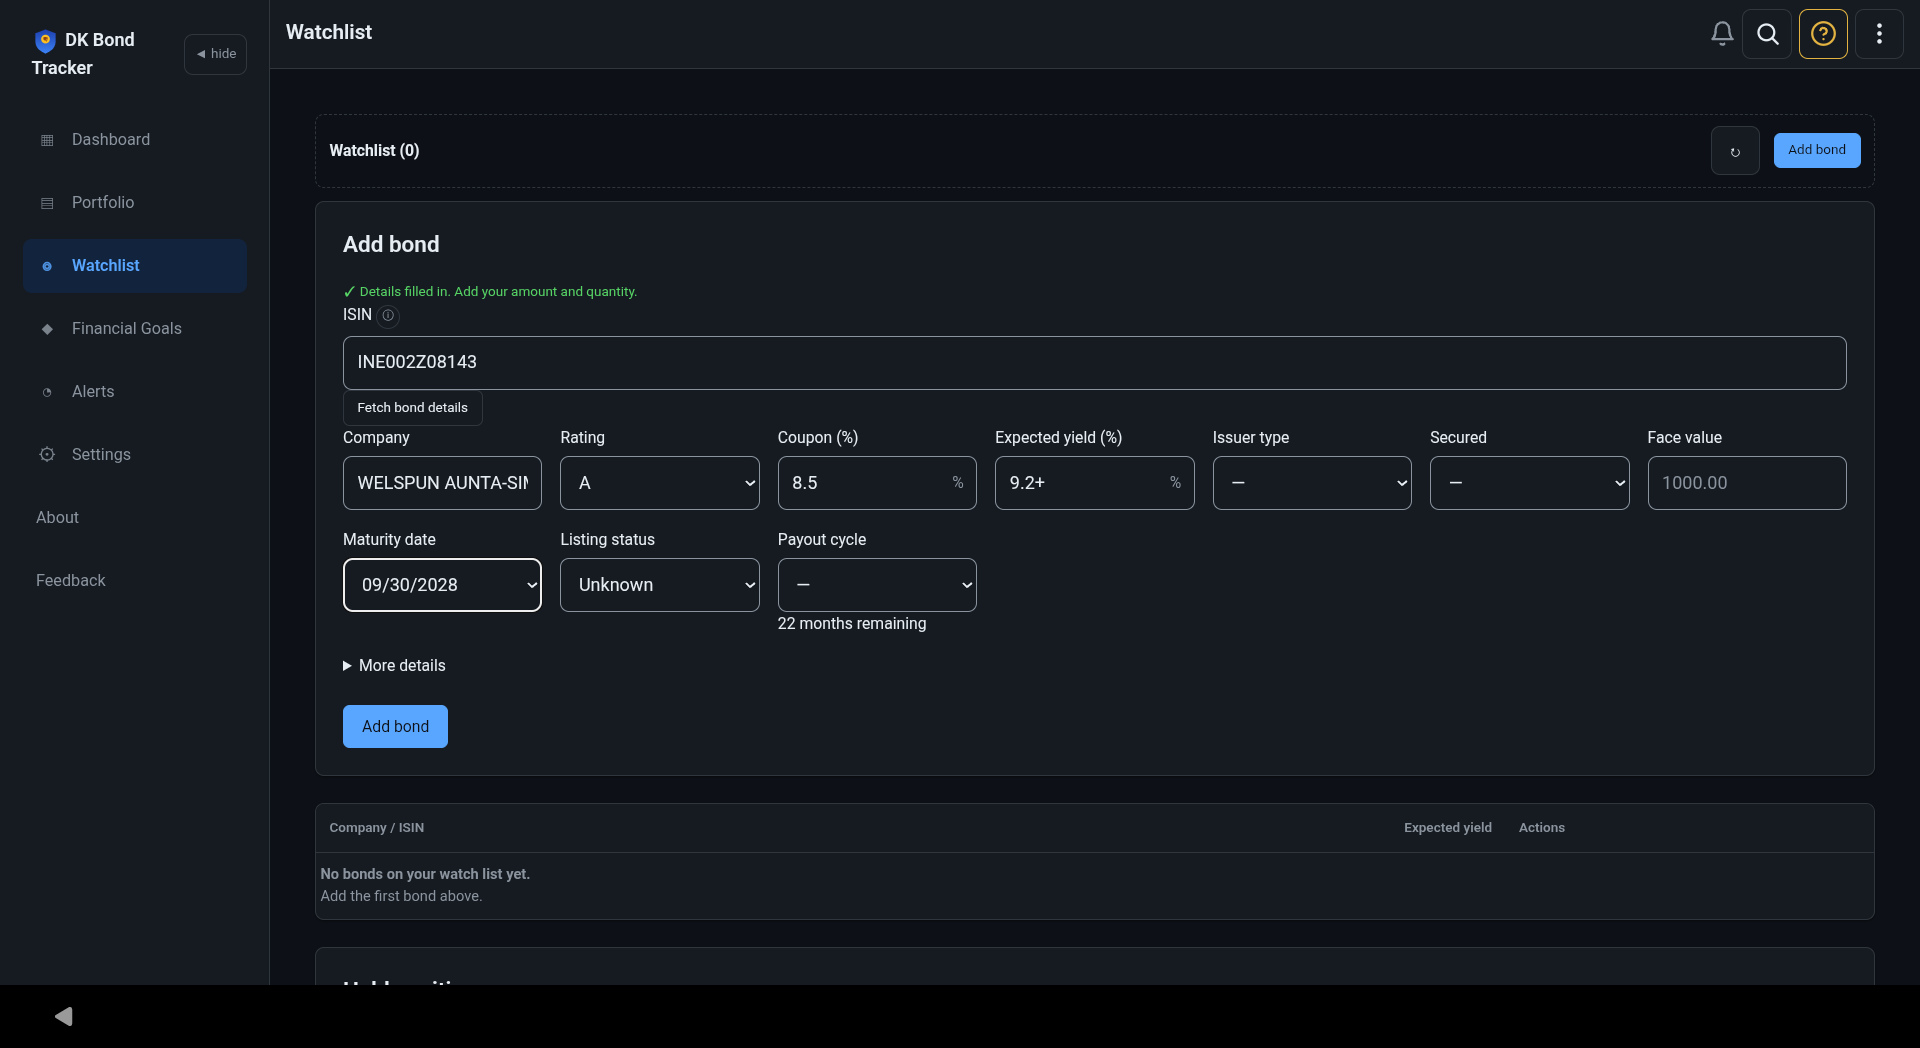 DK Bond Tracker
◄ hide
Watchlist
Dashboard
Portfolio
Watchlist
Financial Goals
Alerts
Settings
About
Feedback
Watchlist (0)
Add bond
Add bond
✓ Details filled in. Add your amount and quantity.
ISIN
INE002Z08143
Fetch bond details
Company
Rating
Coupon (%)
Expected yield (%)
Issuer type
Secured
Face value
WELSPUN AUNTA-SI
A
8.5 %
9.2+ %
—
—
1000.00
Maturity date
Listing status
Payout cycle
09/30/2028
Unknown
—
22 months remaining
▶ More details
Add bond
Company / ISIN
Expected yield
Actions
No bonds on your watch list yet.
Add the first bond above.